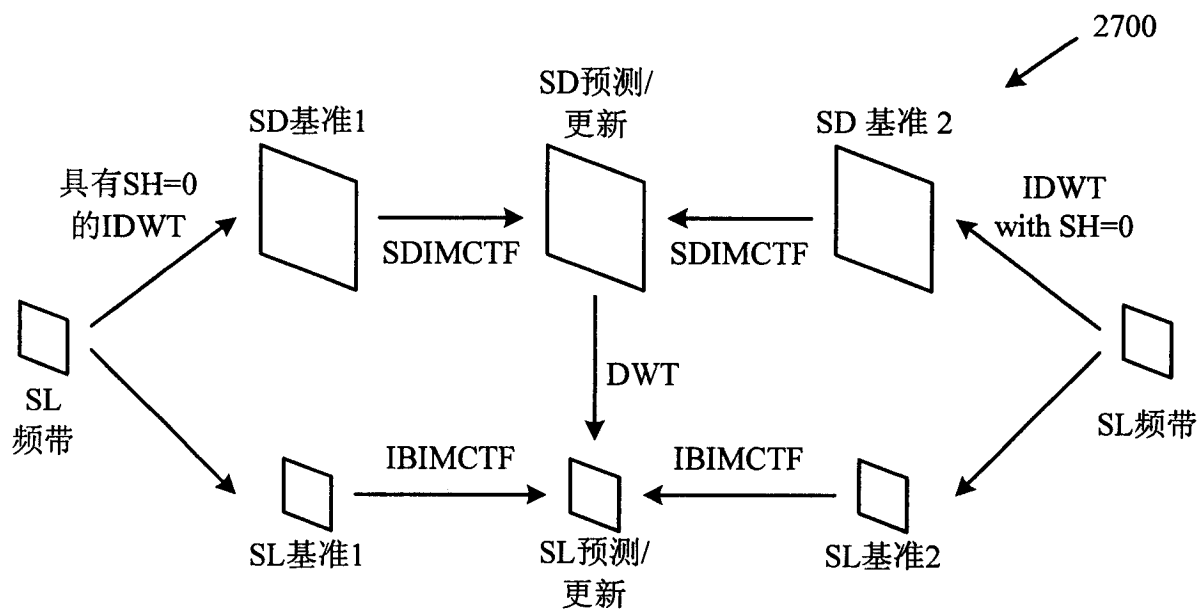 2700
SD预测/
更新
SD基准1
SD 基准 2
具有SH=0
的IDWT
IDWT
with SH=0
SDIMCTF
SDIMCTF
SL
频带
DWT
SL频带
IBIMCTF
IBIMCTF
SL基准1
SL预测/
更新
SL基准2